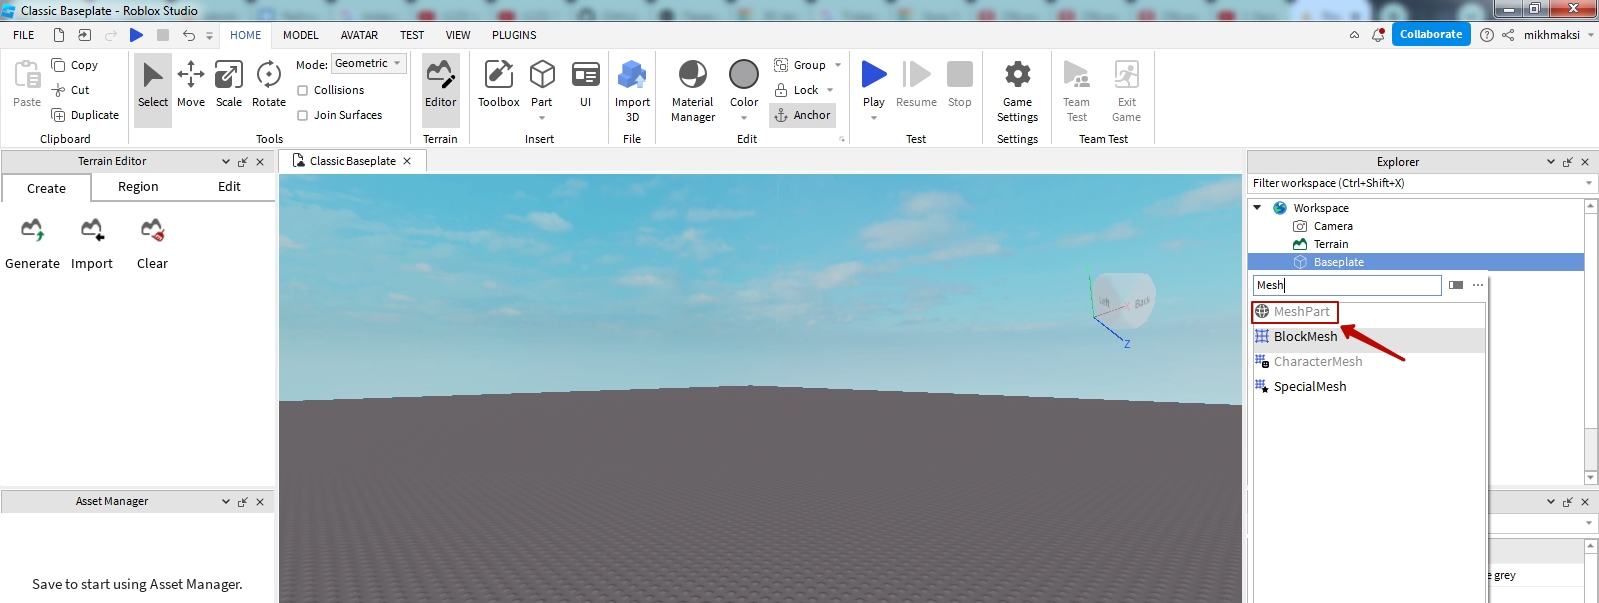 Classic Baseplate - Roblox Studio
FILE HOME MODEL AVATAR TEST VIEW PLUGINS Collaborate mikhmaksi
Paste Copy Cut Duplicate
Clipboard
Select Move Scale Rotate Mode: Geometric Collisions Join Surfaces
Tools
Editor
Terrain
Toolbox Part UI
Insert
Import 3D
File
Material Manager Color Group Lock Anchor
Edit
Play Resume Stop
Test
Game Settings
Settings
Team Test Exit Game
Team Test
Terrain Editor
Create Region Edit
Generate Import Clear
Asset Manager
Save to start using Asset Manager.
Classic Baseplate
Left Back
Z
Explorer
Filter workspace (Ctrl+Shift+X)
Workspace
Camera
Terrain
Baseplate
Mesh
MeshPart
BlockMesh
CharacterMesh
SpecialMesh
grey